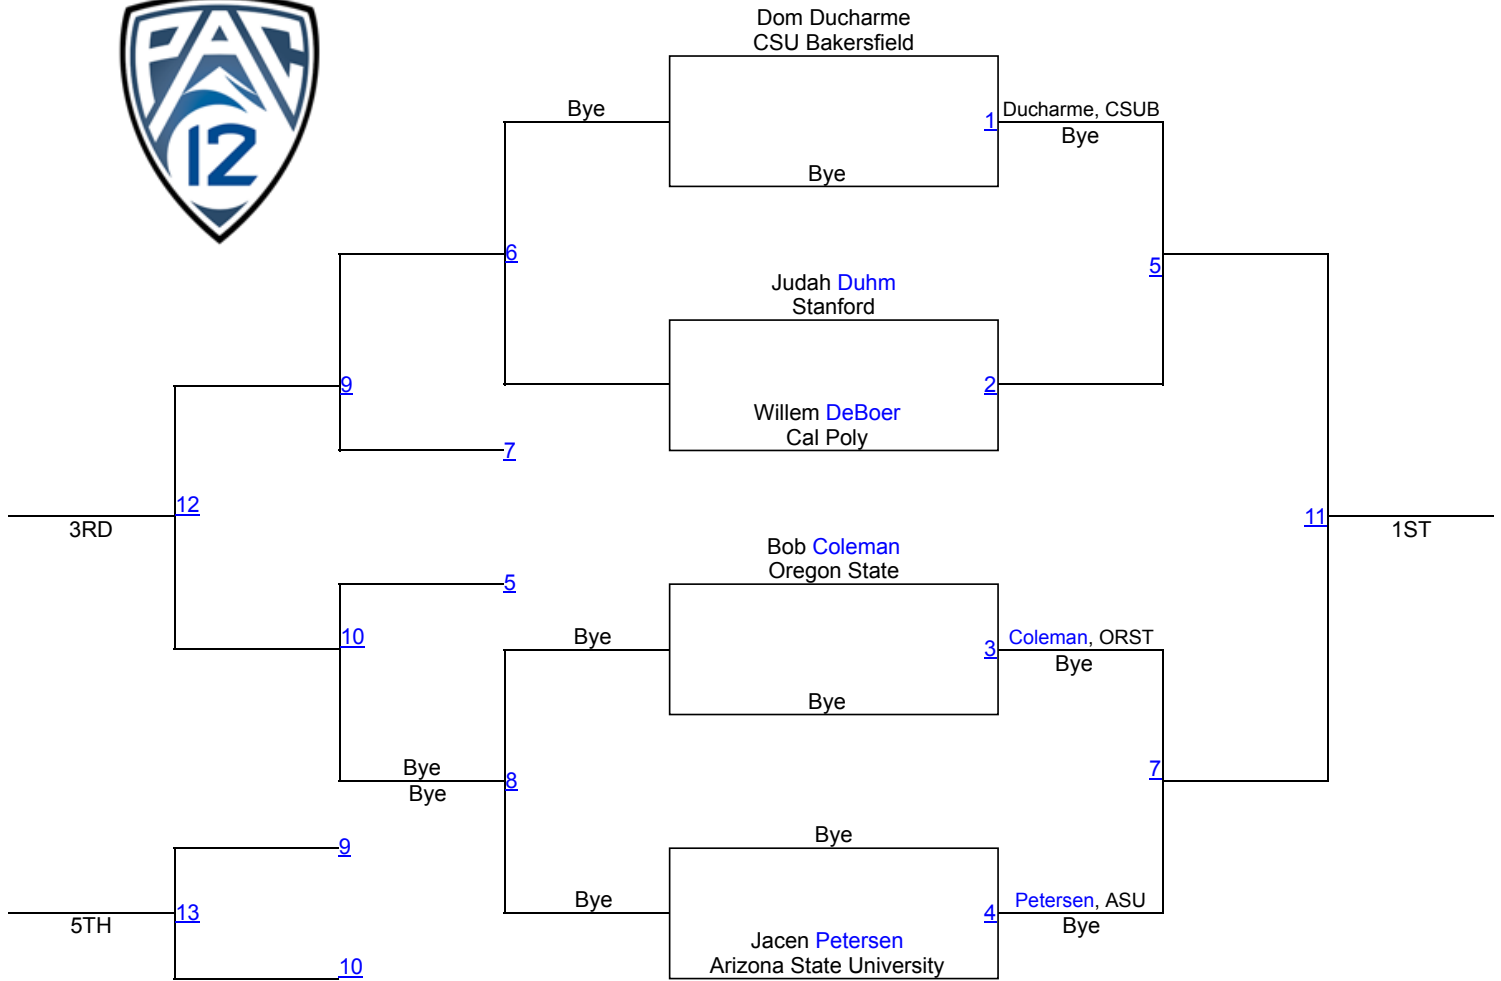 PAC
12
Dom Ducharme
CSU Bakersfield
Bye
1
Ducharme, CSUB
Bye
Bye
6
5
Judah Duhm
Stanford
9
2
Willem DeBoer
Cal Poly
7
12
3RD
11
1ST
Bob Coleman
Oregon State
5
10
Bye
3
Coleman, ORST
Bye
Bye
Bye
Bye
8
7
Bye
9
Bye
4
Petersen, ASU
Bye
13
5TH
Jacen Petersen
Arizona State University
10